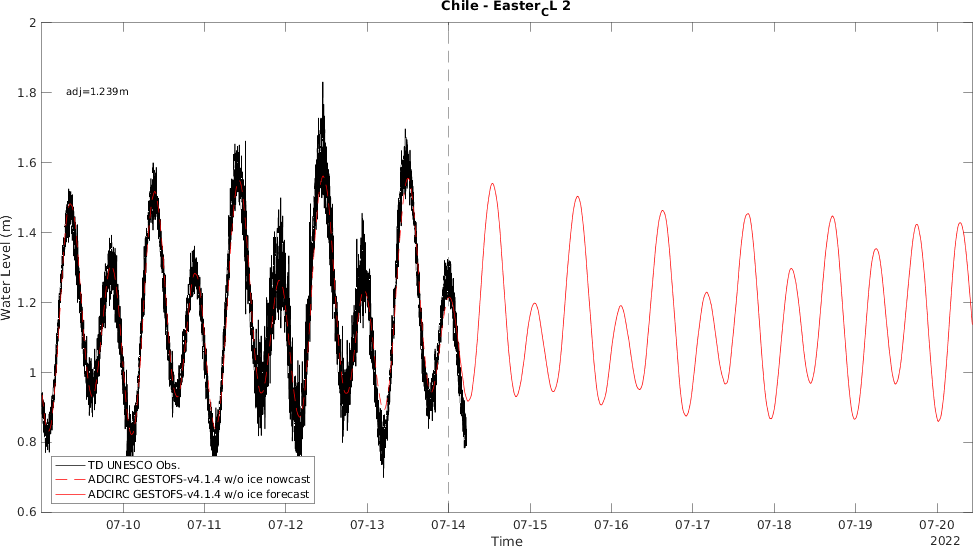 Chile - Easter_CL 2
2
1.8
1.6
1.4
1.2
1
0.8
0.6
Water Level (m)
adj=1.239m
TD UNESCO Obs.
ADCIRC GESTOFS-v4.1.4 w/o ice nowcast
ADCIRC GESTOFS-v4.1.4 w/o ice forecast
07-10 07-11 07-12 07-13 07-14 07-15 07-16 07-17 07-18 07-19 07-20
Time
2022